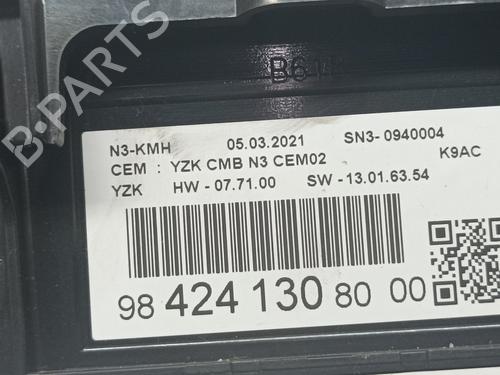 B-PARTS
N3-KMH 05.03.2021 SN3- 0940004
CEM : YZK CMB N3 CEM02 K9AC
YZK HW - 07.71.00 SW - 13.01.63.54
98 424 130 80 00